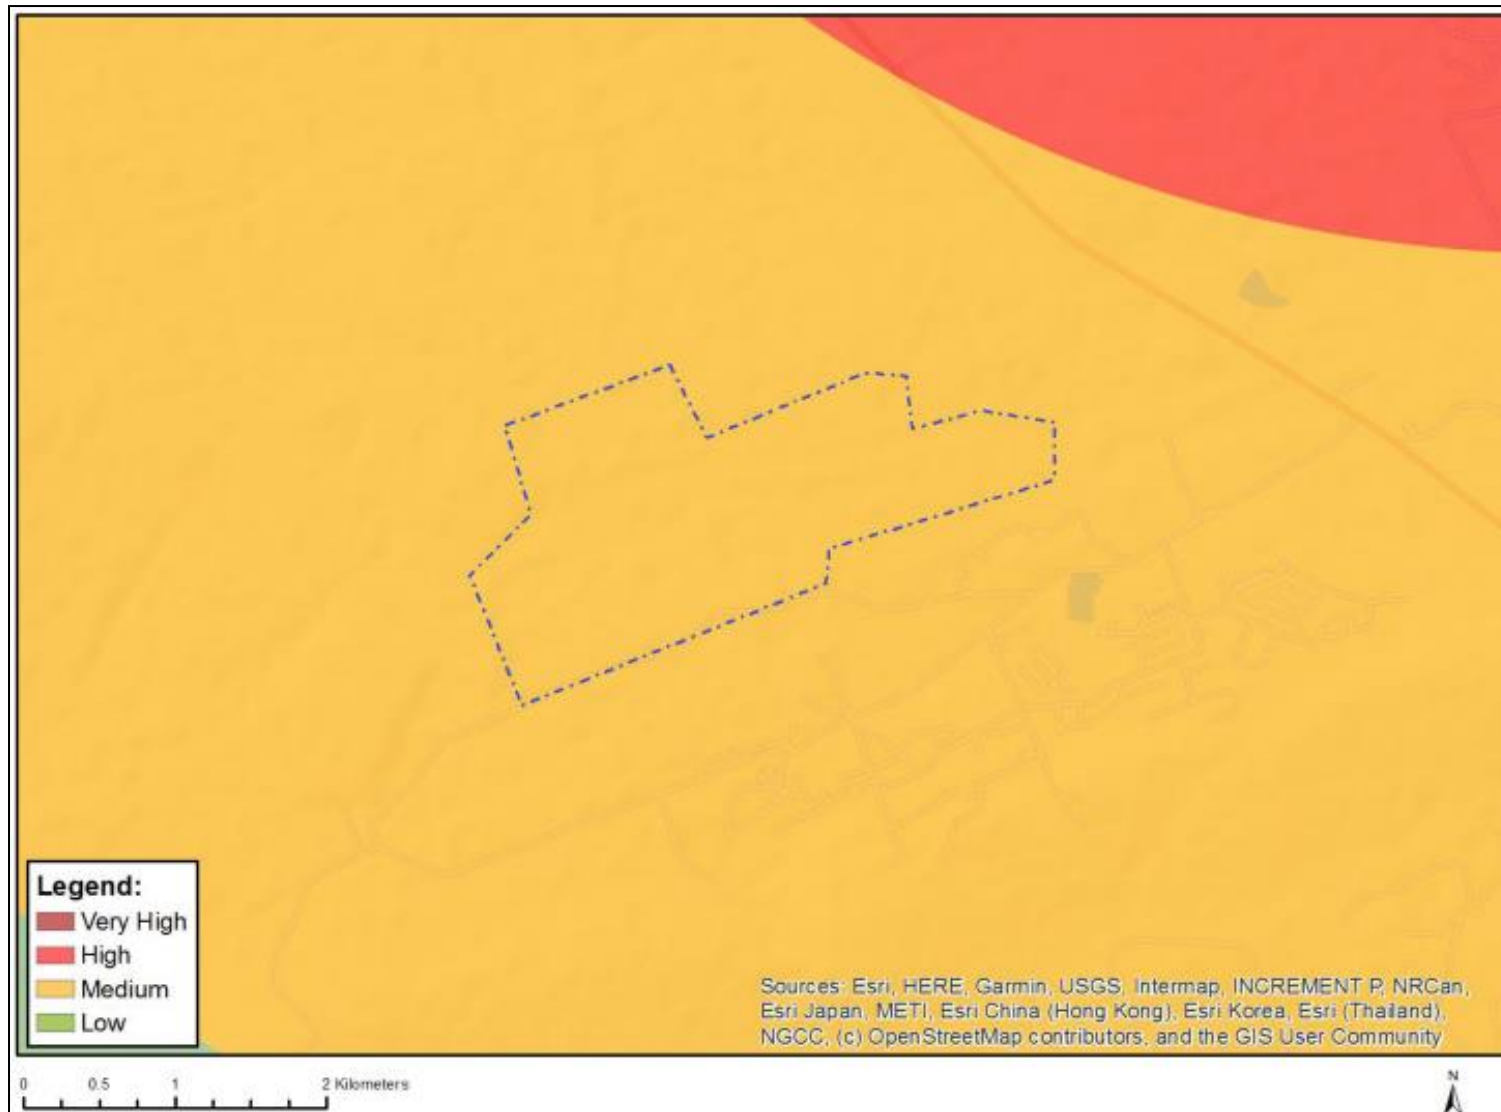 Legend:
Very High
High
Medium
Low
Sources: Esri, HERE, Garmin, USGS, Intermap, INCREMENT P, NRCan,
Esri Japan, METI, Esri China (Hong Kong), Esri Korea, Esri (Thailand),
NGCC, (c) OpenStreetMap contributors, and the GIS User Community
0 0.5 1 2 Kilometers
N